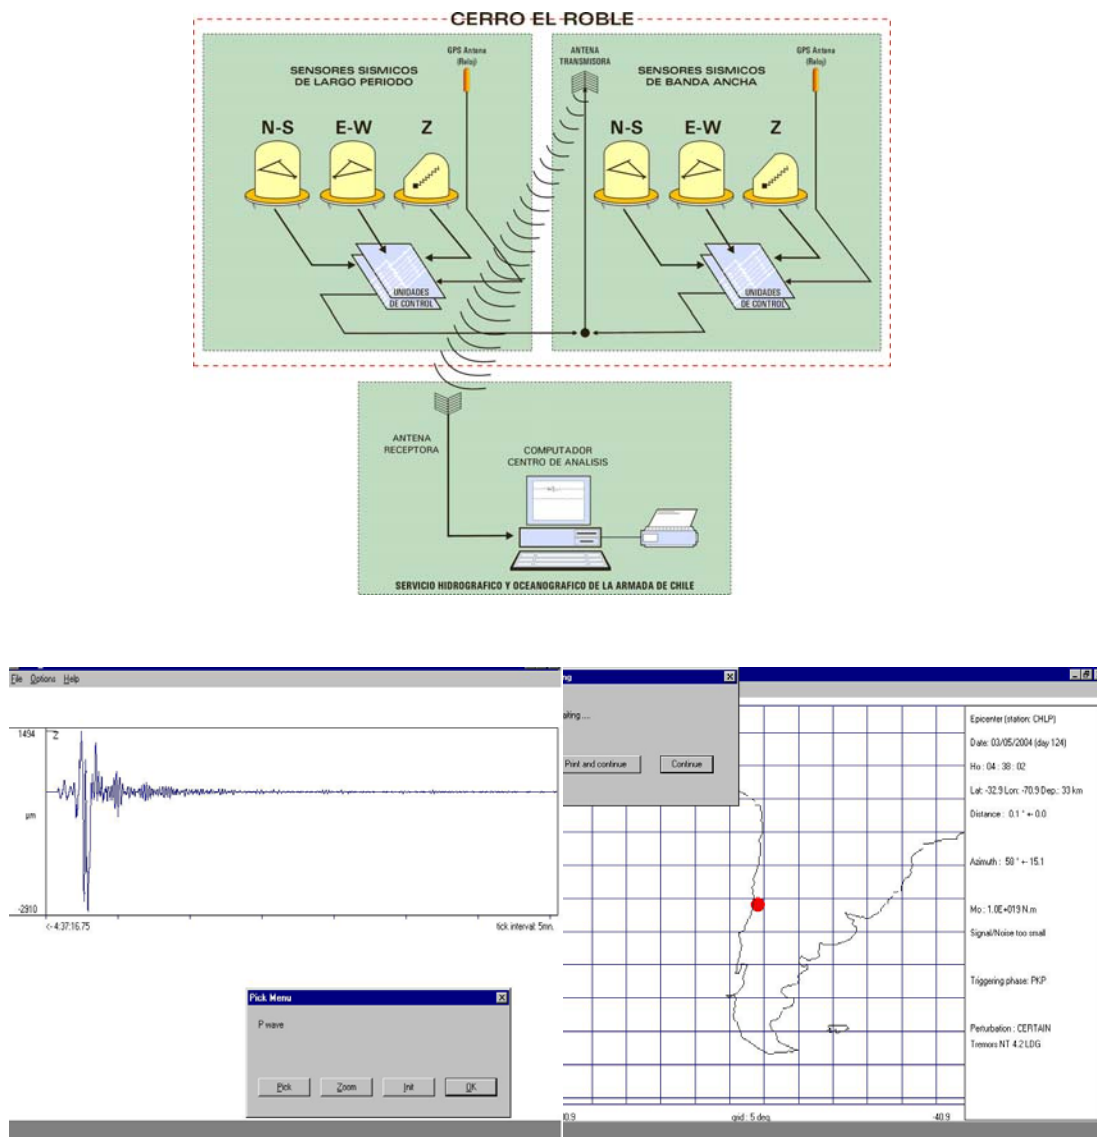 CERRO EL ROBLE
GPS Antena
(Reloj)
SENSORES SISMICOS
DE LARGO PERIODO
N-S E-W Z
UNIDADES
DE CONTROL
ANTENA
TRANSMISORA
GPS Antena
(Reloj)
SENSORES SISMICOS
DE BANDA ANCHA
N-S E-W Z
UNIDADES
DE CONTROL
ANTENA
RECEPTORA
COMPUTADOR
CENTRO DE ANALISIS
SERVICIO HIDROGRAFICO Y OCEANOGRAFICO DE LA ARMADA DE CHILE
File Options Help
1494
Z
µm
-2910
<- 4:37:16.75
tick interval: 5mn.
Pick Menu
P wave
Pick Zoom Init OK
Print and continue Continue
Epicenter (station: CHLP)
Date: 03/05/2004 (day 124)
Ho : 04 : 38 : 02
Lat: -32.9 Lon: -70.9 Dep.: 33 km
Distance : 0.1 ° +- 0.0
Azimuth : 58 ° +- 15.1
Mo : 1.0E+019 N.m
Signal/Noise too small
Triggering phase: PKP
Perturbation : CERTAIN
Tremors NT 4.2 LDG
grid : 5 deg.
-40.9